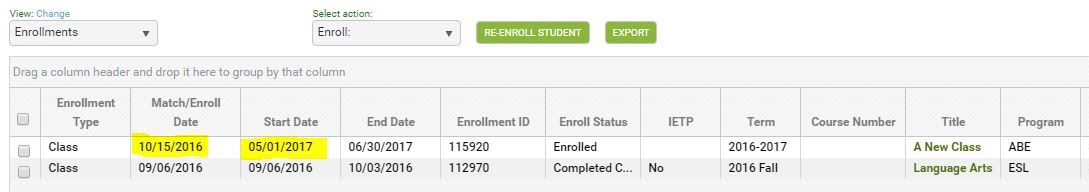 View: Change Select action:
Enrollments Enroll: RE-ENROLL STUDENT EXPORT
Drag a column header and drop it here to group by that column
Enrollment Type Match/Enroll Date Start Date End Date Enrollment ID Enroll Status IETP Term Course Number Title Program
Class 10/15/2016 05/01/2017 06/30/2017 115920 Enrolled 2016-2017 A New Class ABE
Class 09/06/2016 09/06/2016 10/03/2016 112970 Completed C... No 2016 Fall Language Arts ESL